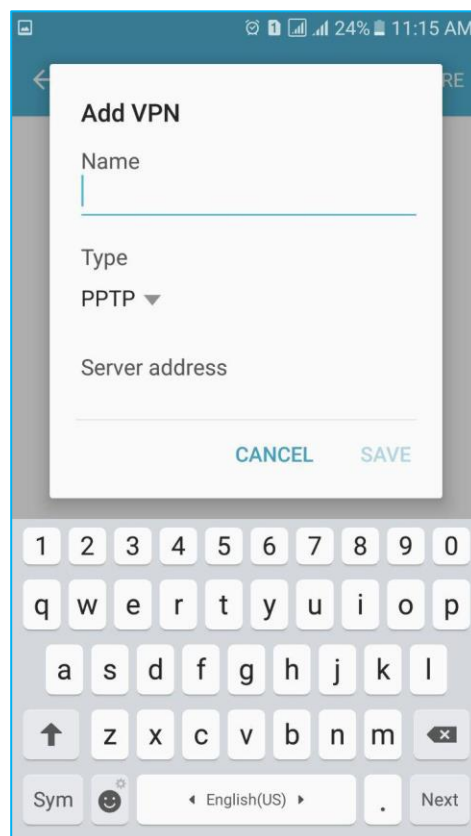 1 24% 11:15 AM
RE
Add VPN
Name
Type
PPTP
Server address
CANCEL SAVE
1 2 3 4 5 6 7 8 9 0
q w e r t y u i o p
a s d f g h j k l
z x c v b n m
Sym English(US) . Next